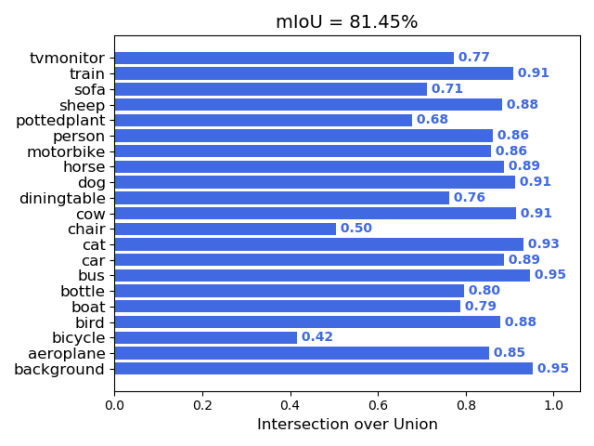 mIoU = 81.45%
tvmonitor 0.77
train 0.91
sofa 0.71
sheep 0.88
pottedplant 0.68
person 0.86
motorbike 0.86
horse 0.89
dog 0.91
diningtable 0.76
cow 0.91
chair 0.50
cat 0.93
car 0.89
bus 0.95
bottle 0.80
boat 0.79
bird 0.88
bicycle 0.42
aeroplane 0.85
background 0.95
0.0 0.2 0.4 0.6 0.8 1.0
Intersection over Union